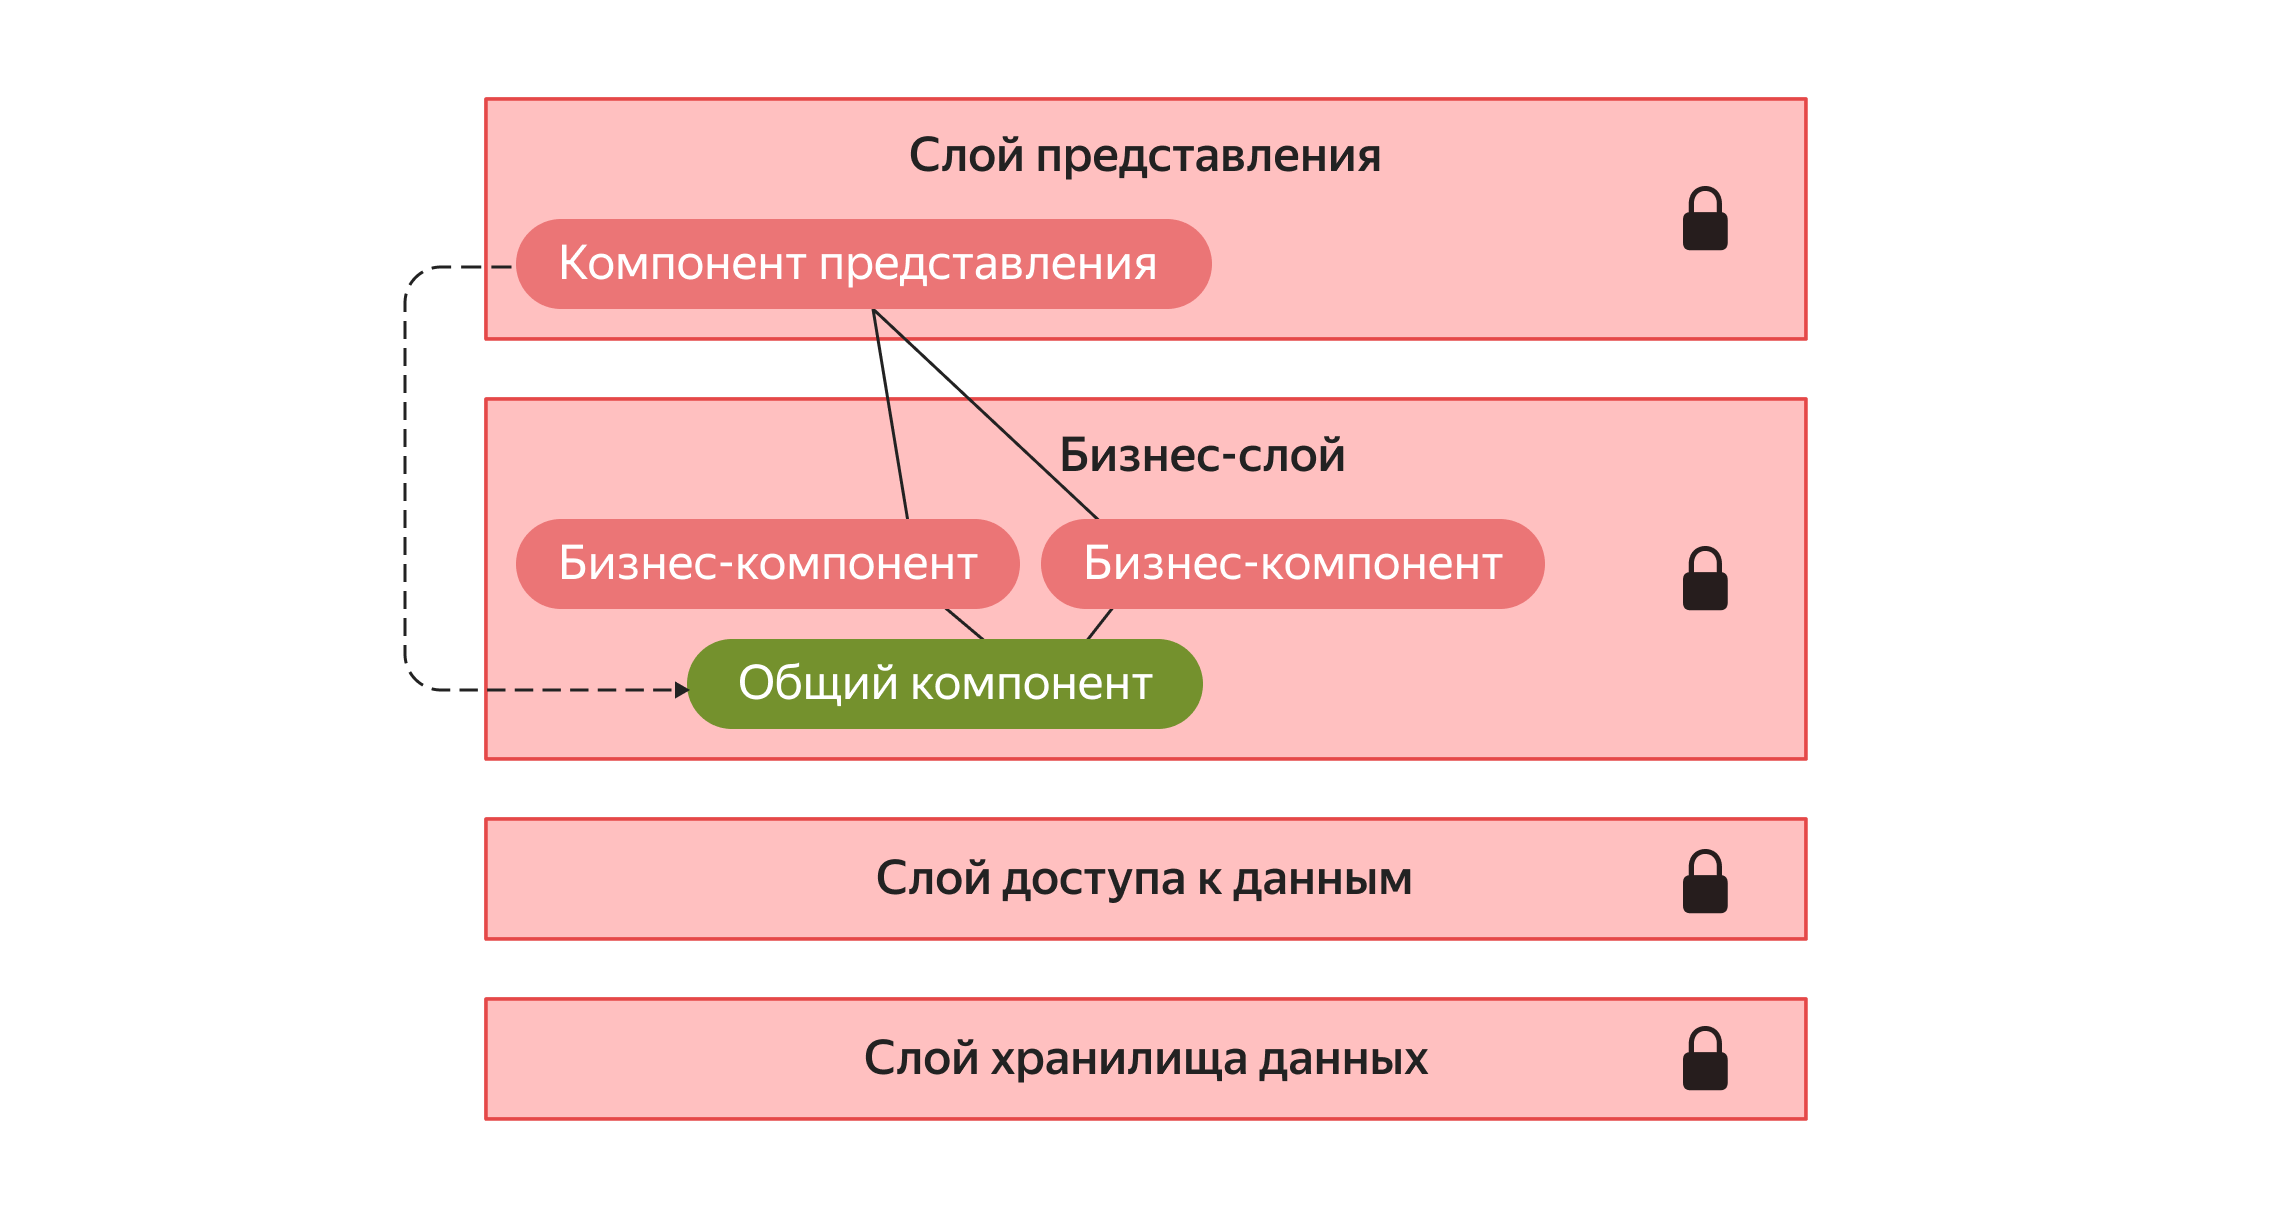 Слой представления
Компонент представления
Бизнес-слой
Бизнес-компонент
Бизнес-компонент
Общий компонент
Слой доступа к данным
Слой хранилища данных